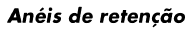 Anéis de retenção